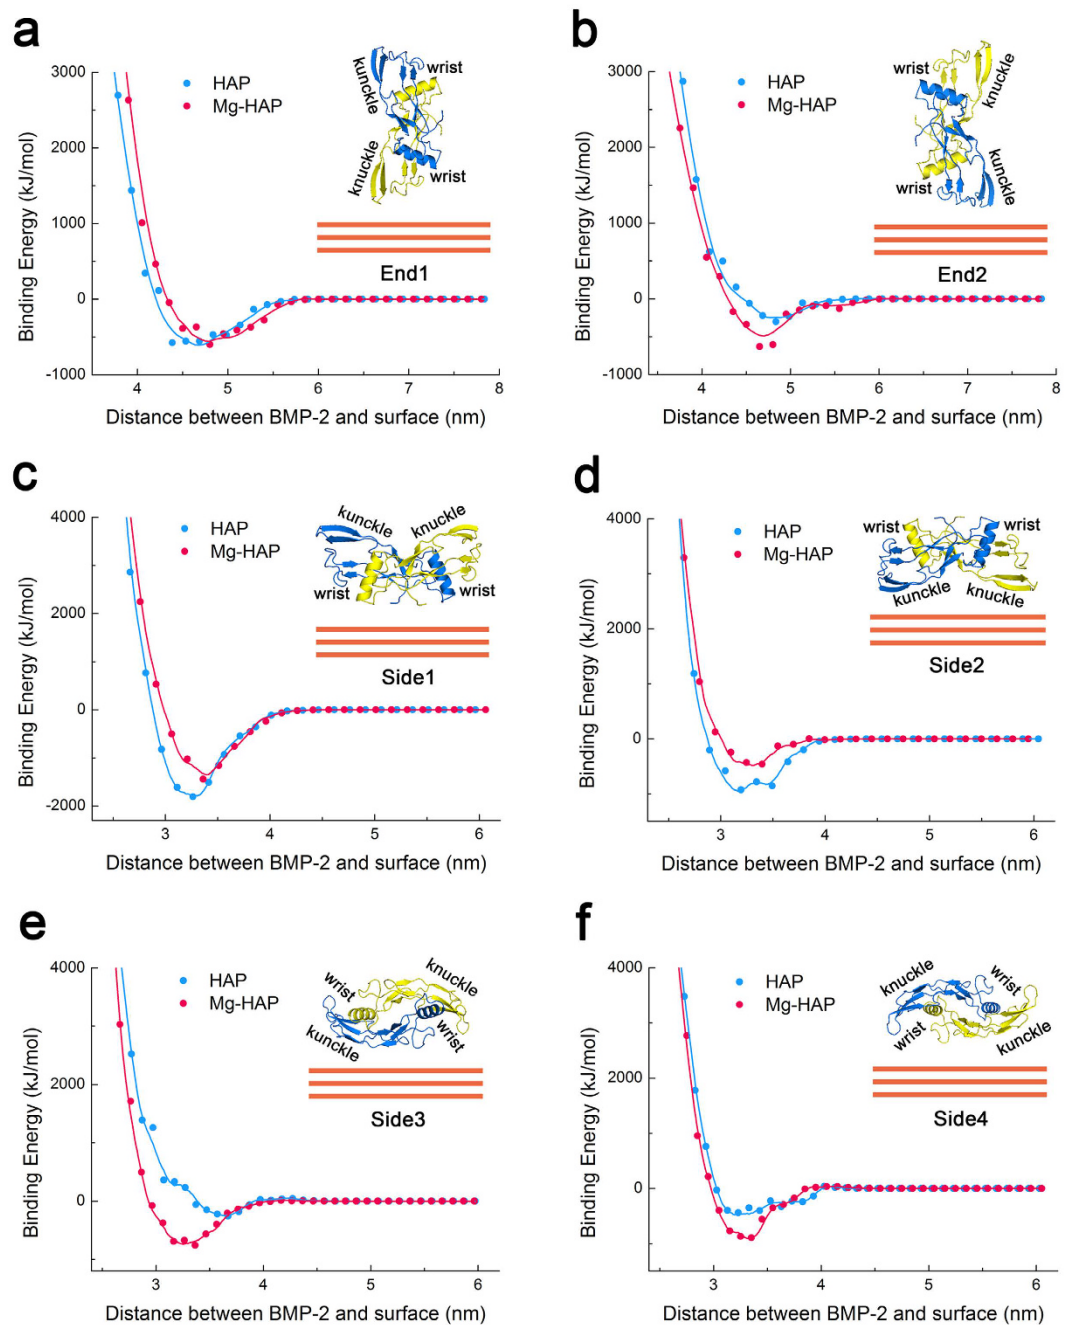 a
3000
2000
1000
0
-1000
Binding Energy (kJ/mol)
HAP
Mg-HAP
kunckle
wrist
knuckle
wrist
End1
4 5 6 7 8
Distance between BMP-2 and surface (nm)
b
3000
2000
1000
0
-1000
Binding Energy (kJ/mol)
HAP
Mg-HAP
wrist
knuckle
wrist
kunckle
End2
4 5 6 7 8
Distance between BMP-2 and surface (nm)
c
4000
2000
0
-2000
Binding Energy (kJ/mol)
HAP
Mg-HAP
kunckle
knuckle
wrist
wrist
Side1
3 4 5 6
Distance between BMP-2 and surface (nm)
d
4000
2000
0
Binding Energy (kJ/mol)
HAP
Mg-HAP
wrist
wrist
kunckle
knuckle
Side2
3 4 5 6
Distance between BMP-2 and surface (nm)
e
4000
2000
0
Binding Energy (kJ/mol)
HAP
Mg-HAP
knuckle
wrist
kunckle
wrist
Side3
3 4 5 6
Distance between BMP-2 and surface (nm)
f
4000
2000
0
Binding Energy (kJ/mol)
HAP
Mg-HAP
knuckle
wrist
wrist
kunckle
Side4
3 4 5 6
Distance between BMP-2 and surface (nm)